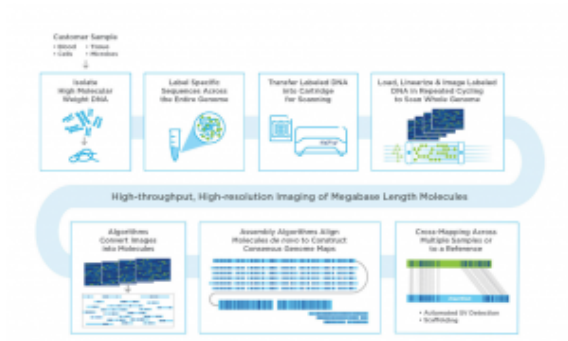 Customer Sample
• Blood • Tissue
• Cells • Microbes
Isolate
High Molecular
Weight DNA
Label Specific
Sequences Across
the Entire Genome
Transfer Labeled DNA
into Cartridge
for Scanning
Load, Linearize & Image Labeled
DNA in Repeated Cycling
to Scan Whole Genome
High-throughput, High-resolution Imaging of Megabase Length Molecules
Algorithms
Convert Images
into Molecules
Assembly Algorithms Align
Molecules de novo to Construct
Consensus Genome Maps
Cross-Mapping Across
Multiple Samples or
to a Reference
• Automated SV Detection
• Scaffolding